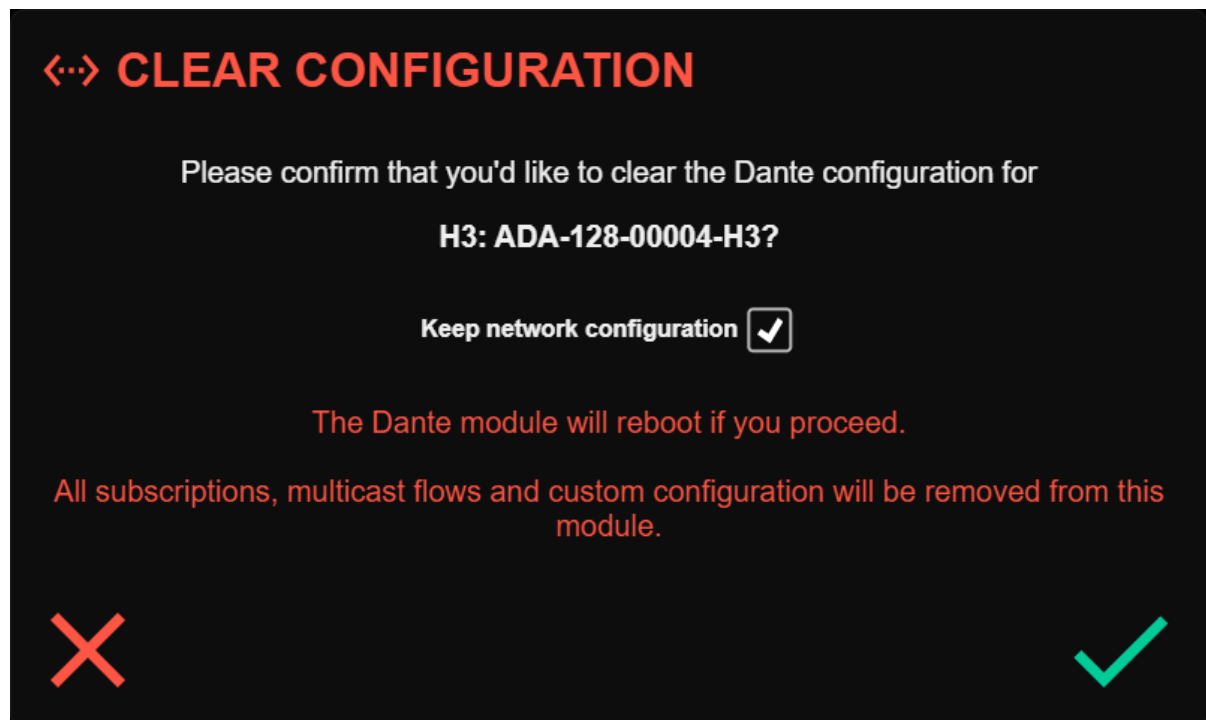 CLEAR CONFIGURATION
Please confirm that you'd like to clear the Dante configuration for
H3: ADA-128-00004-H3?
Keep network configuration
The Dante module will reboot if you proceed.
All subscriptions, multicast flows and custom configuration will be removed from this
module.